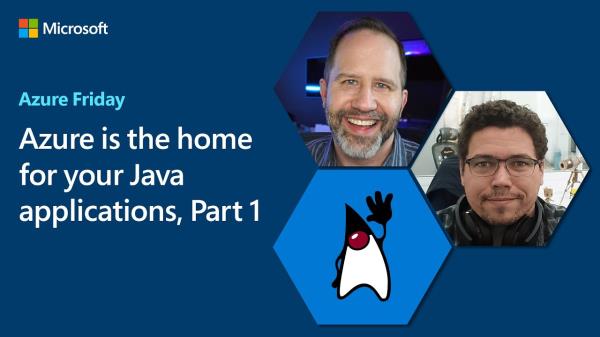 Microsoft
Azure Friday
Azure is the home
for your Java
applications, Part 1